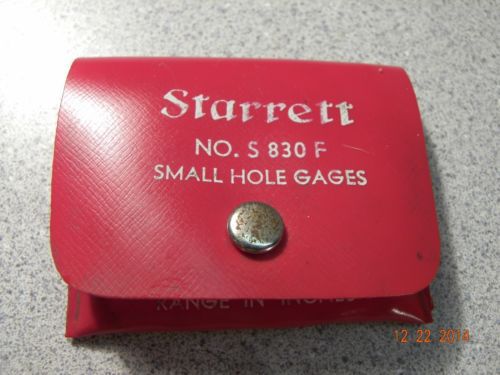 Starrett
NO. S 830 F
SMALL HOLE GAGES
RANGE IN INCHES
12 22 2014